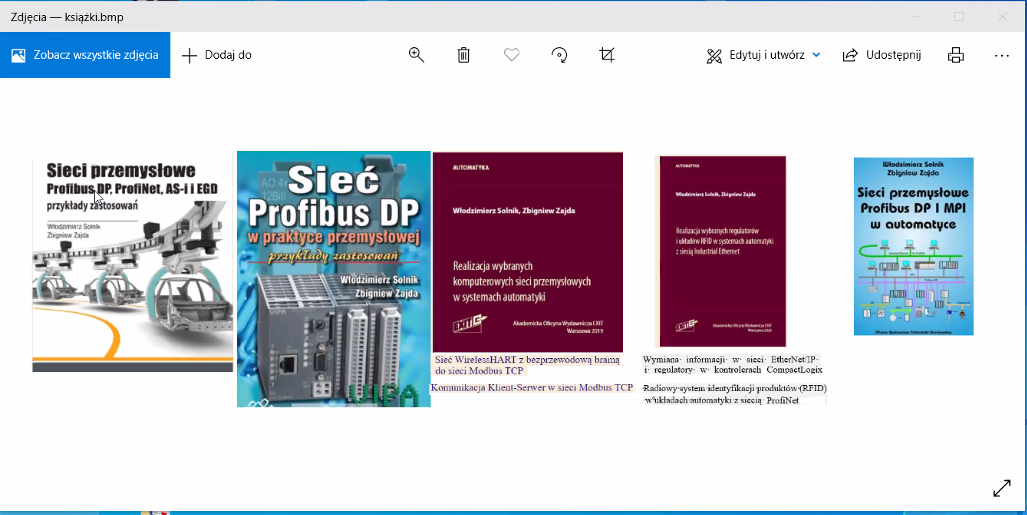 Zdjęcia — książki.bmp
Zobacz wszystkie zdjęcia
Dodaj do
Edytuj i utwórz
Udostępnij
Sieci przemysłowe
Profibus DP, ProfiNet, AS-i i EGD
przykłady zastosowań
Włodzimierz Solnik
Zbigniew Zajda
Sieć
Profibus DP
w praktyce przemysłowej
przykłady zastosowań
Włodzimierz Solnik
Zbigniew Zajda
VIPA
AUTOMATYKA
Włodzimierz Solnik, Zbigniew Zajda
Realizacja wybranych
komputerowych sieci przemysłowych
w systemach automatyki
EXIT
Akademicka Oficyna Wydawnicza EXIT
Warszawa 2019
Sieć WirelessHART z bezprzewodową bramą
do sieci Modbus TCP
Komunikacja Klient-Serwer w sieci Modbus TCP
AUTOMATYKA
Włodzimierz Solnik, Zbigniew Zajda
Realizacja wybranych regulatorów
i układów RFID w systemach automatyki
z siecią Industrial Ethernet
EXIT
Akademicka Oficyna Wydawnicza EXIT
Warszawa 2020
Wymiana informacji w sieci EtherNet/IP
i regulatory w kontrolerach CompactLogix
Radiowy system identyfikacji produktów (RFID)
w układach automatyki z siecią ProfiNet
Włodzimierz Solnik
Zbigniew Zajda
Sieci przemysłowe
Profibus DP i MPI
w automatyce
Oficyna Wydawnicza Politechniki Wrocławskiej